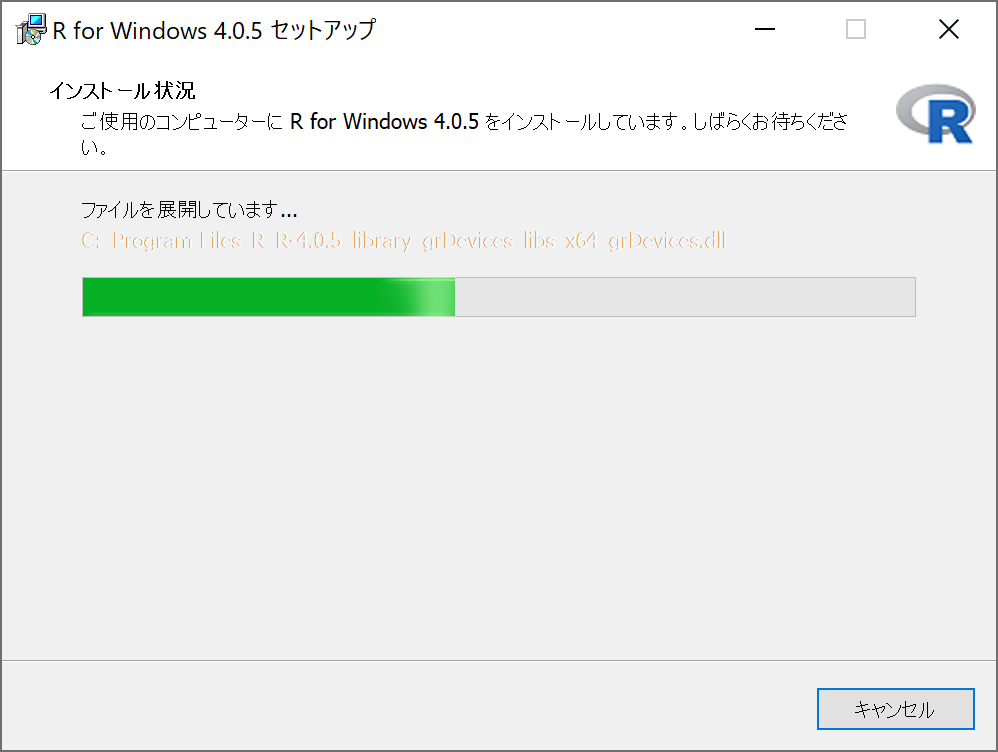 R for Windows 4.0.5 セットアップ
インストール状況
ご使用のコンピューターに R for Windows 4.0.5 をインストールしています。しばらくお待ちくださ
い。
R
ファイルを展開しています...
C: Program Files R R-4.0.5 library grDevices libs x64 grDevices.dll
キャンセル